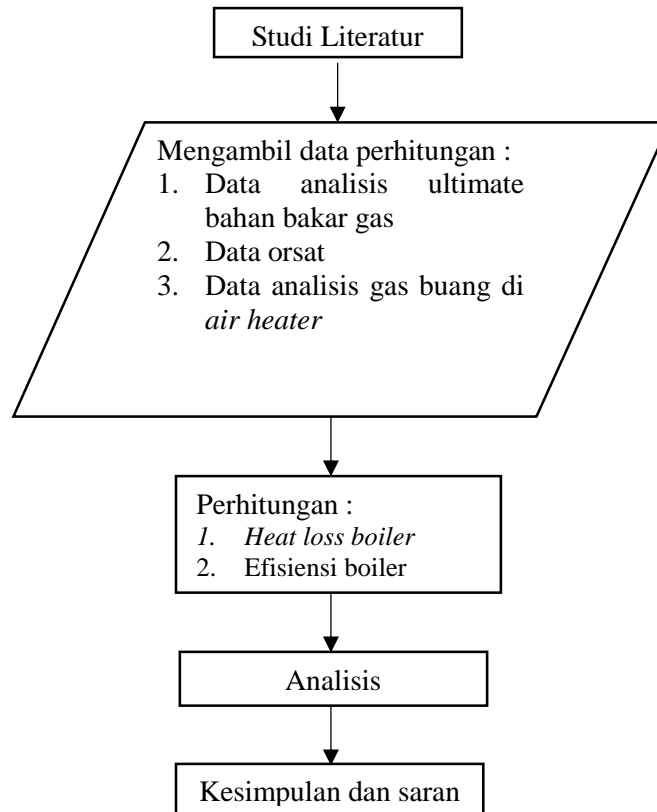 Studi Literatur
Mengambil data perhitungan :
1. Data analisis ultimate
bahan bakar gas
2. Data orsat
3. Data analisis gas buang di
air heater
Perhitungan :
1. Heat loss boiler
2. Efisiensi boiler
Analisis
Kesimpulan dan saran